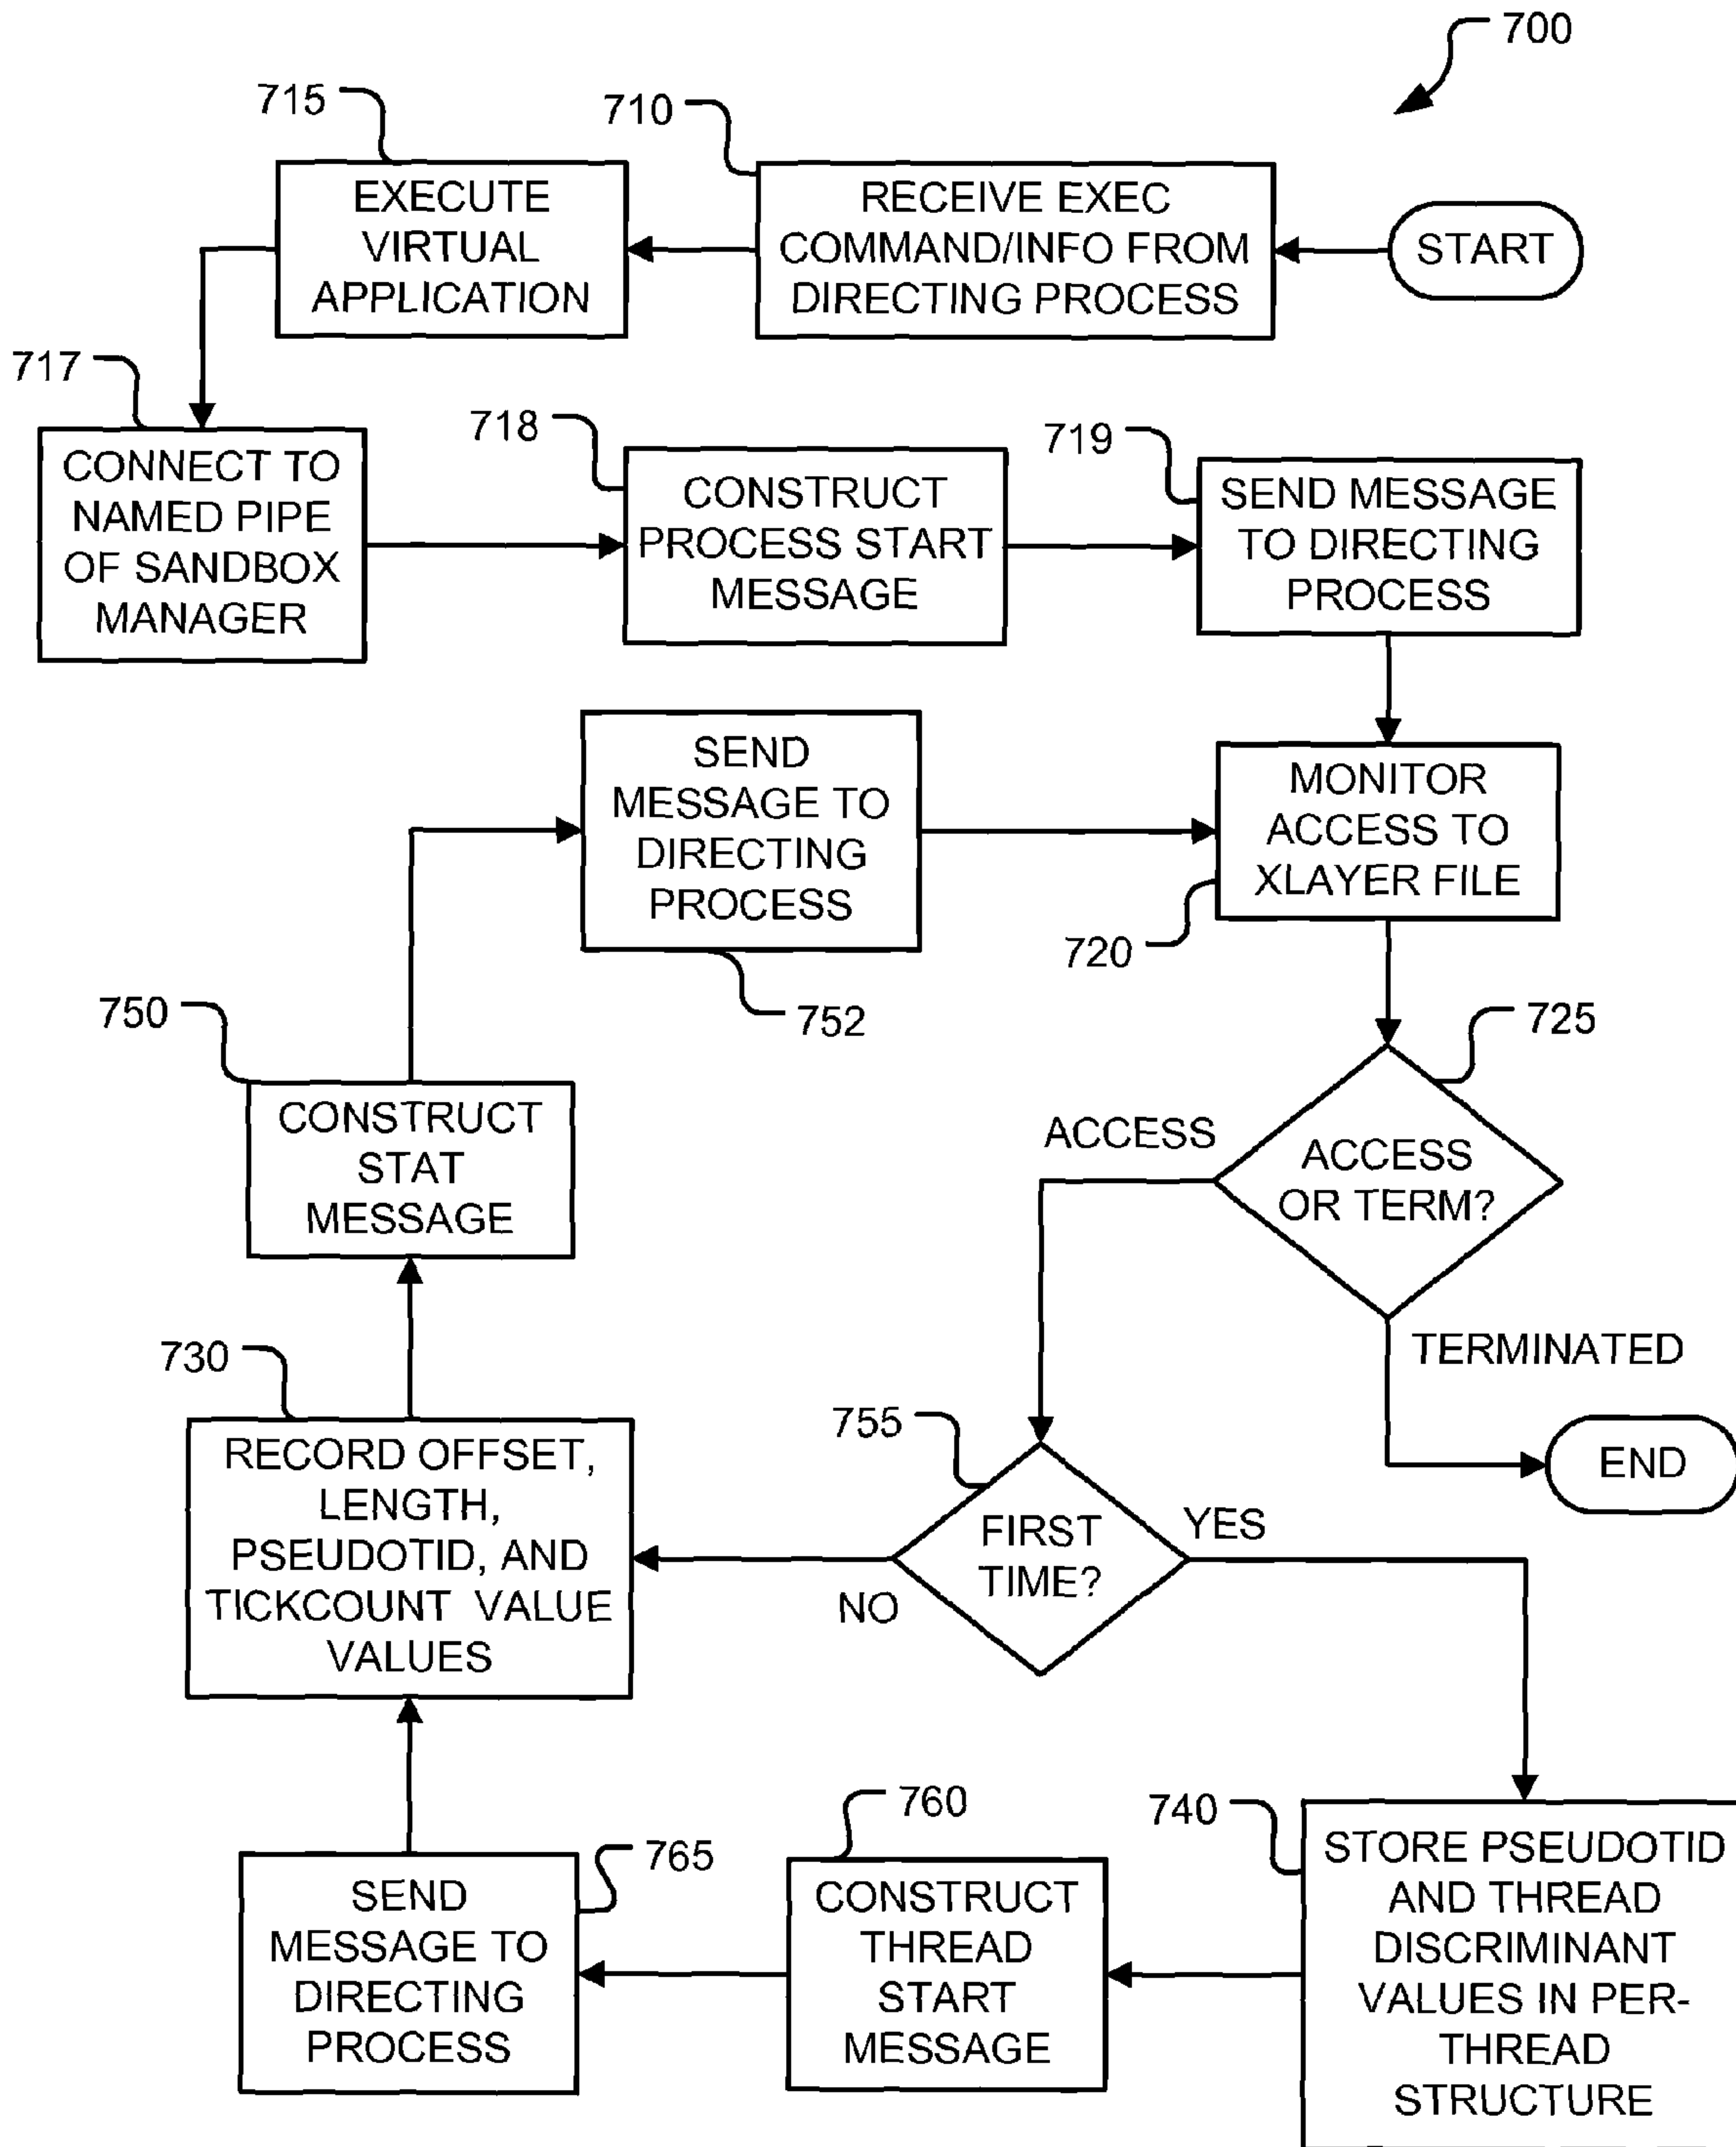 700
715
710
EXECUTE
VIRTUAL
APPLICATION
RECEIVE EXEC
COMMAND/INFO FROM
DIRECTING PROCESS
START
717
718
719
CONNECT TO
NAMED PIPE
OF SANDBOX
MANAGER
CONSTRUCT
PROCESS START
MESSAGE
SEND MESSAGE
TO DIRECTING
PROCESS
SEND
MESSAGE TO
DIRECTING
PROCESS
MONITOR
ACCESS TO
XLAYER FILE
720
750
752
725
CONSTRUCT
STAT
MESSAGE
ACCESS
ACCESS
OR TERM?
TERMINATED
730
755
RECORD OFFSET,
LENGTH,
PSEUDOTID, AND
TICKCOUNT VALUE
VALUES
END
FIRST
TIME?
YES
NO
760
740
765
SEND
MESSAGE TO
DIRECTING
PROCESS
CONSTRUCT
THREAD
START
MESSAGE
STORE PSEUDOTID
AND THREAD
DISCRIMINANT
VALUES IN PER-
THREAD
STRUCTURE